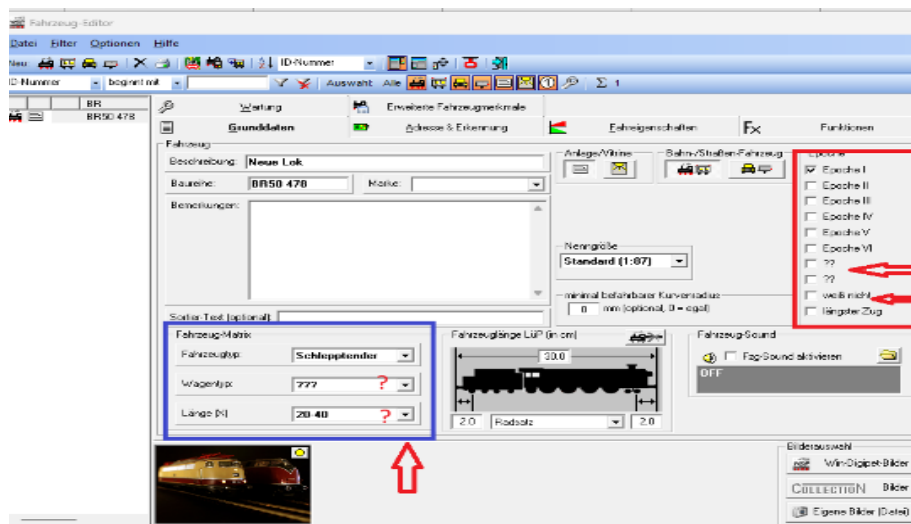 Fahrzeug-Editor
Datei Filter Optionen Hilfe
Neu: ID-Nummer
ID-Nummer beginnt mit Auswahl: Alle Σ 1
BR
BR50 478
Wartung Erweiterte Fahrzeugmerkmale
Grunddaten Adresse & Erkennung Fahreigenschaften Fx Funktionen
Fahrzeug
Beschreibung: Neue Lok
Baureihe: BR50 478 Marke:
Bemerkungen:
Sortier-Text (optional):
Anlage/Vitrine Bahn-/Straßen-Fahrzeug
Nenngröße
Standard (1:87)
minimal befahrbarer Kurvenradius
0 mm (optional, 0 = egal)
Epoche
Epoche I
Epoche II
Epoche III
Epoche IV
Epoche V
Epoche VI
??
??
weiß nicht
längster Zug
Fahrzeug-Matrix
Fahrzeugtyp: Schlepptender
Wagentyp: ??? ?
Länge (X) 20-40 ?
Fahrzeuglänge LüP (in cm)
30.0
2.0 Radsatz 2.0
Fahrzeug-Sound
Fzg-Sound aktivieren
OFF
Bilderauswahl
Win-Digipet-Bilder
COLLECTION Bilder
Eigene Bilder (Datei)